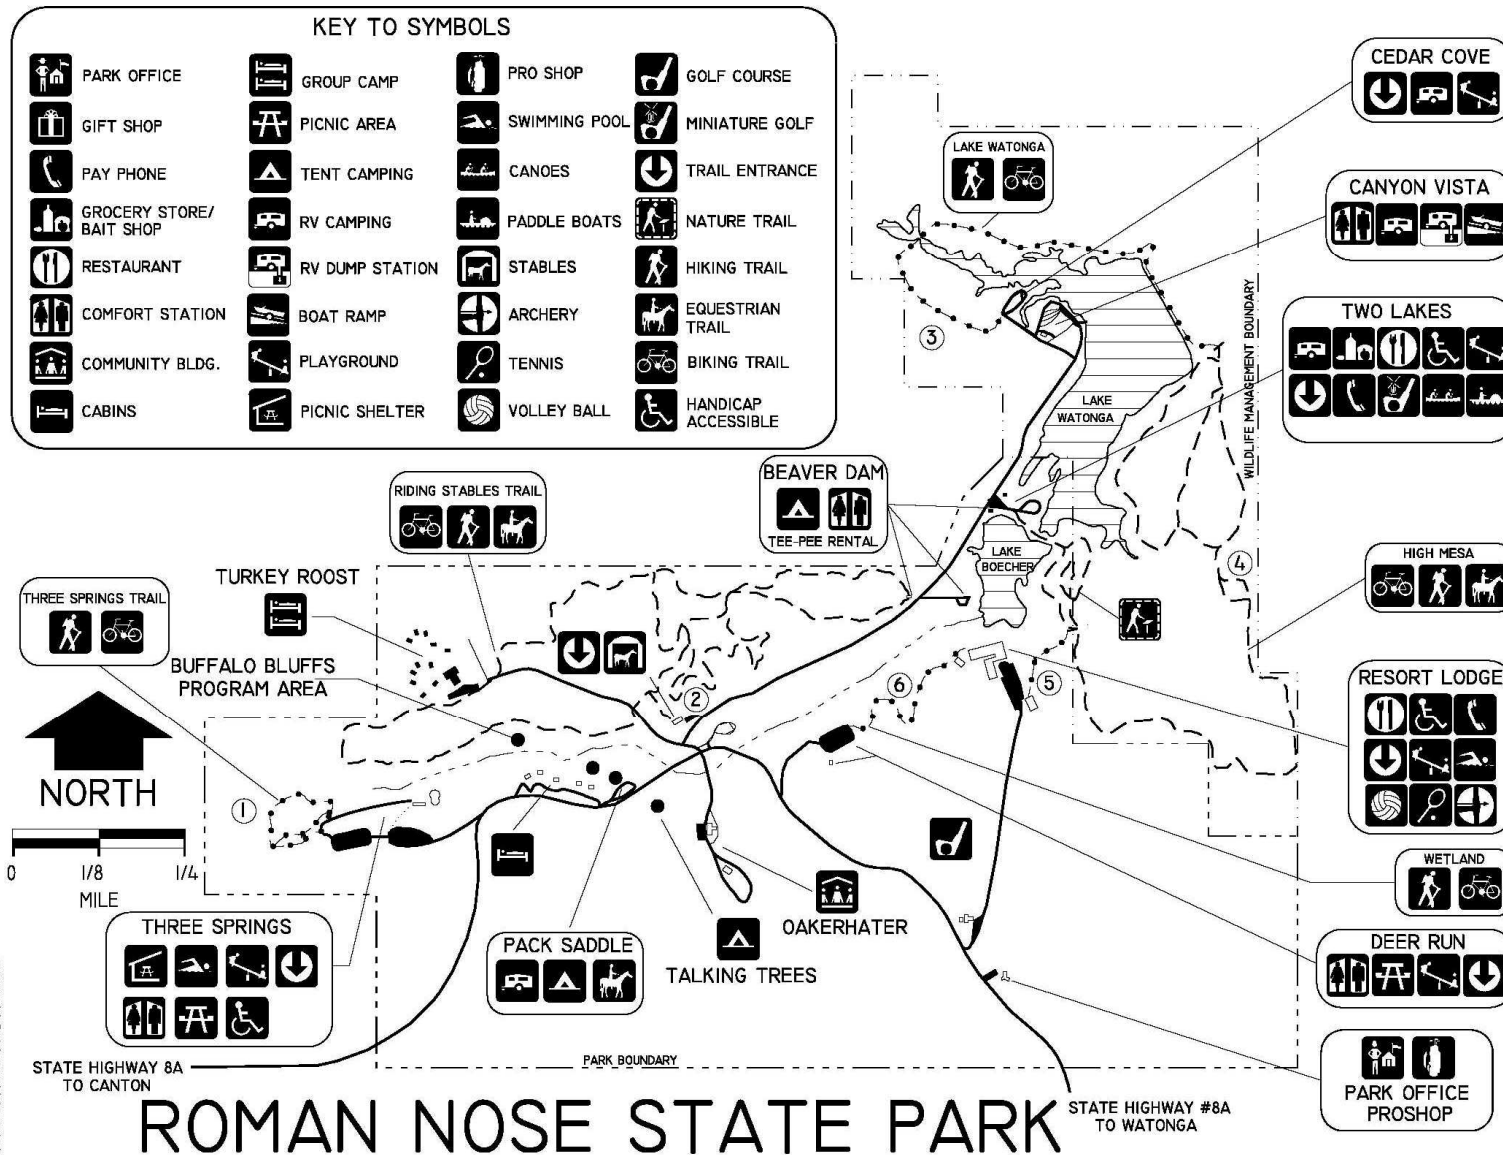 KEY TO SYMBOLS
PARK OFFICE
GIFT SHOP
PAY PHONE
GROCERY STORE/
BAIT SHOP
RESTAURANT
COMFORT STATION
COMMUNITY BLDG.
CABINS
GROUP CAMP
PICNIC AREA
TENT CAMPING
RV CAMPING
RV DUMP STATION
BOAT RAMP
PLAYGROUND
PICNIC SHELTER
PRO SHOP
SWIMMING POOL
CANOES
PADDLE BOATS
STABLES
ARCHERY
TENNIS
VOLLEY BALL
GOLF COURSE
MINIATURE GOLF
TRAIL ENTRANCE
NATURE TRAIL
HIKING TRAIL
EQUESTRIAN
TRAIL
BIKING TRAIL
HANDICAP
ACCESSIBLE
CEDAR COVE
LAKE WATONGA
CANYON VISTA
TWO LAKES
WILDLIFE MANAGEMENT BOUNDARY
3
LAKE
WATONGA
BEAVER DAM
TEE-PEE RENTAL
RIDING STABLES TRAIL
LAKE
BOECHER
4
HIGH MESA
THREE SPRINGS TRAIL
TURKEY ROOST
BUFFALO BLUFFS
PROGRAM AREA
2
6
5
RESORT LODGE
NORTH
1
0 1/8 1/4
MILE
WETLAND
THREE SPRINGS
PACK SADDLE
TALKING TREES
OAKERHATER
DEER RUN
PARK OFFICE
PROSHOP
STATE HIGHWAY 8A
TO CANTON
PARK BOUNDARY
STATE HIGHWAY #8A
TO WATONGA
ROMAN NOSE STATE PARK